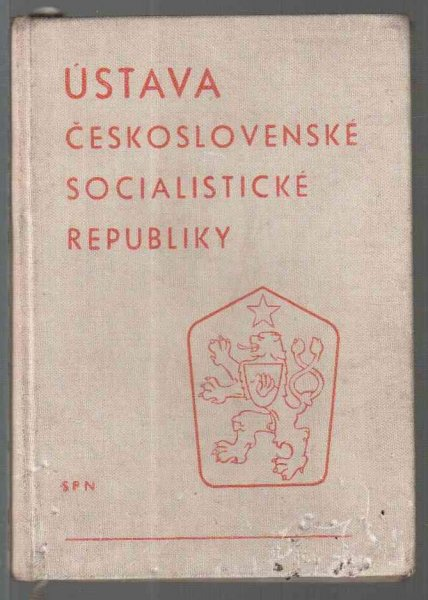 ÚSTAVA
ČESKOSLOVENSKÉ
SOCIALISTICKÉ
REPUBLIKY
SPN